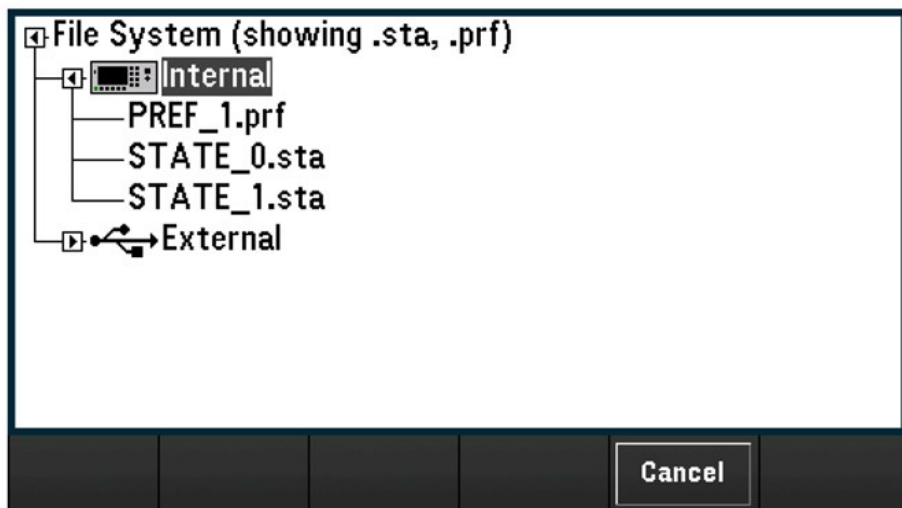 File System (showing .sta, .prf)
Internal
PREF_1.prf
STATE_0.sta
STATE_1.sta
External
Cancel